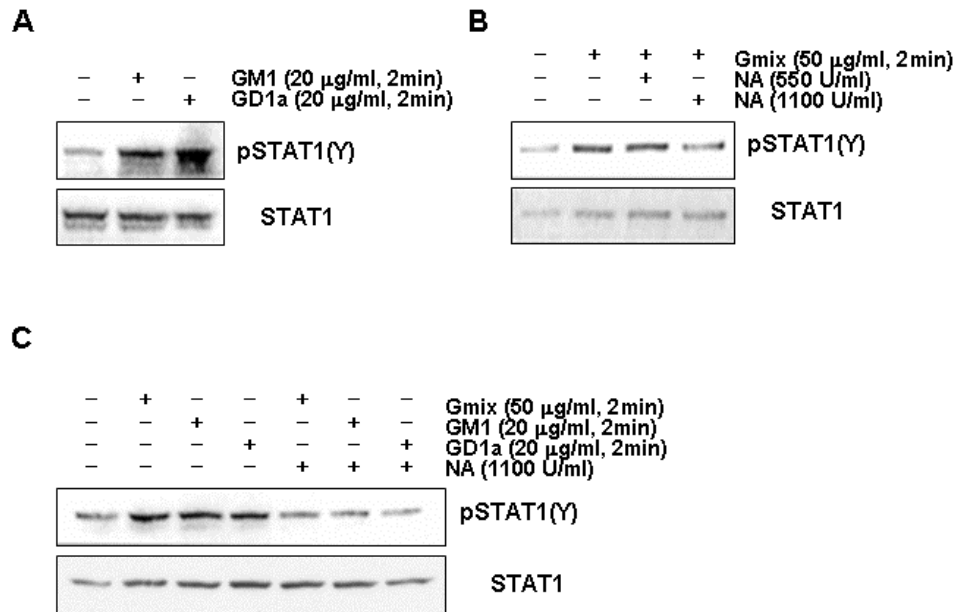 A
– + – GM1 (20 µg/ml, 2min)
– – + GD1a (20 µg/ml, 2min)
pSTAT1(Y)
STAT1
B
– + + + Gmix (50 µg/ml, 2min)
– – + – NA (550 U/ml)
– – – + NA (1100 U/ml)
pSTAT1(Y)
STAT1
C
– + – – + – – Gmix (50 µg/ml, 2min)
– – + – – + – GM1 (20 µg/ml, 2min)
– – – + – – + GD1a (20 µg/ml, 2min)
– – – – + + + NA (1100 U/ml)
pSTAT1(Y)
STAT1